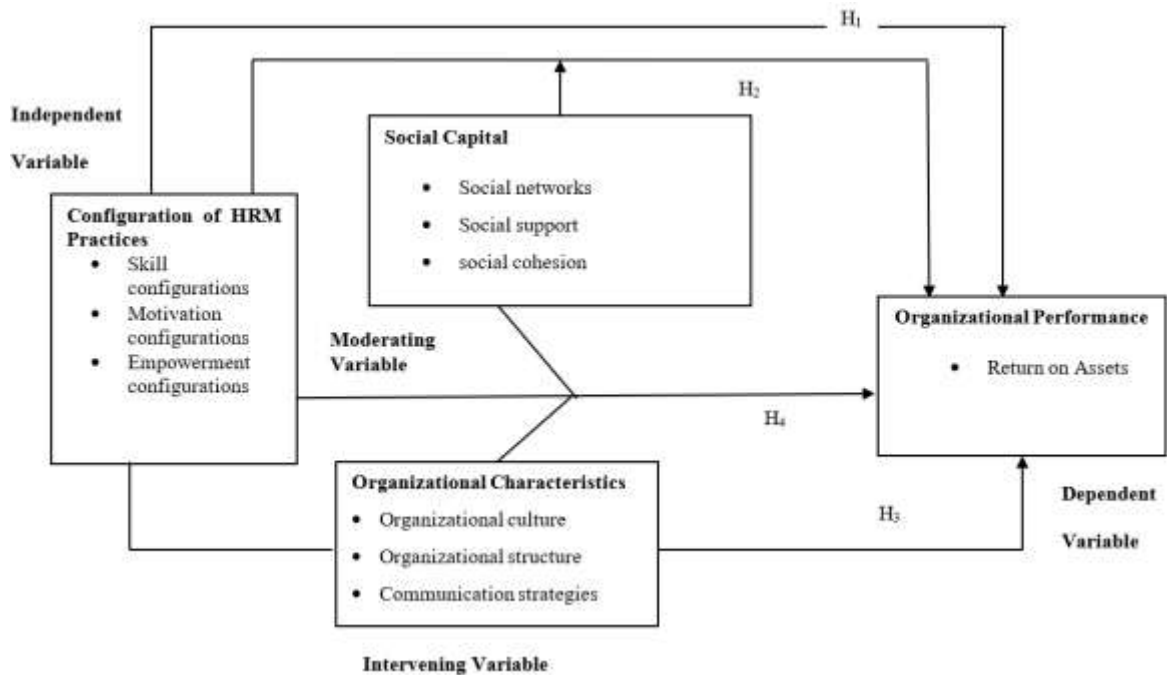 H₁
H₂
Independent
Variable
Social Capital
• Social networks
• Social support
• social cohesion
Configuration of HRM
Practices
• Skill
configurations
• Motivation
configurations
• Empowerment
configurations
Moderating
Variable
Organizational Performance
• Return on Assets
H₄
Organizational Characteristics
• Organizational culture
• Organizational structure
• Communication strategies
H₃
Dependent
Variable
Intervening Variable